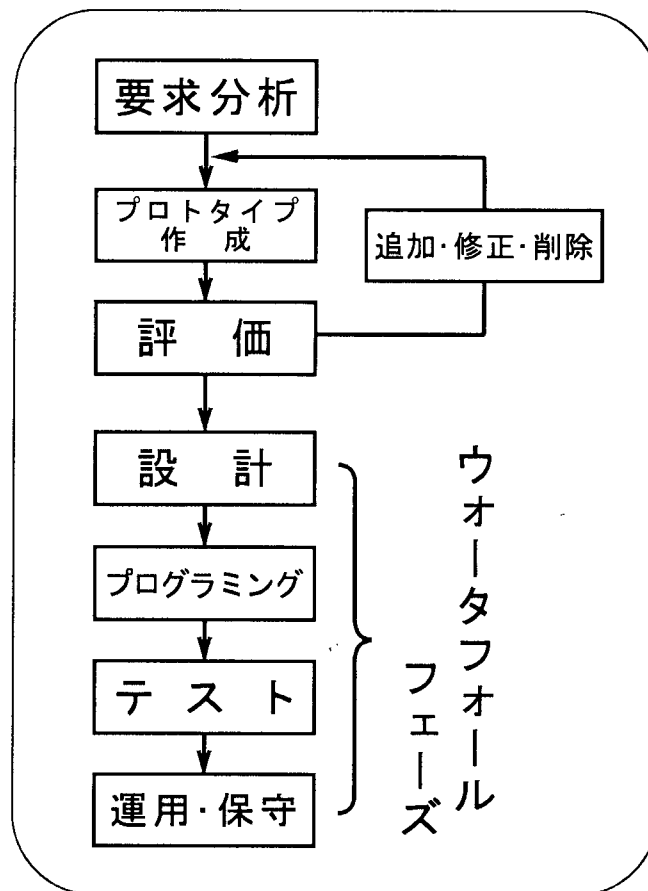 要求分析
プロトタイプ
作成
追加・修正・削除
評価
設計
プログラミング
テスト
運用・保守
ウォータフォール
フェーズ